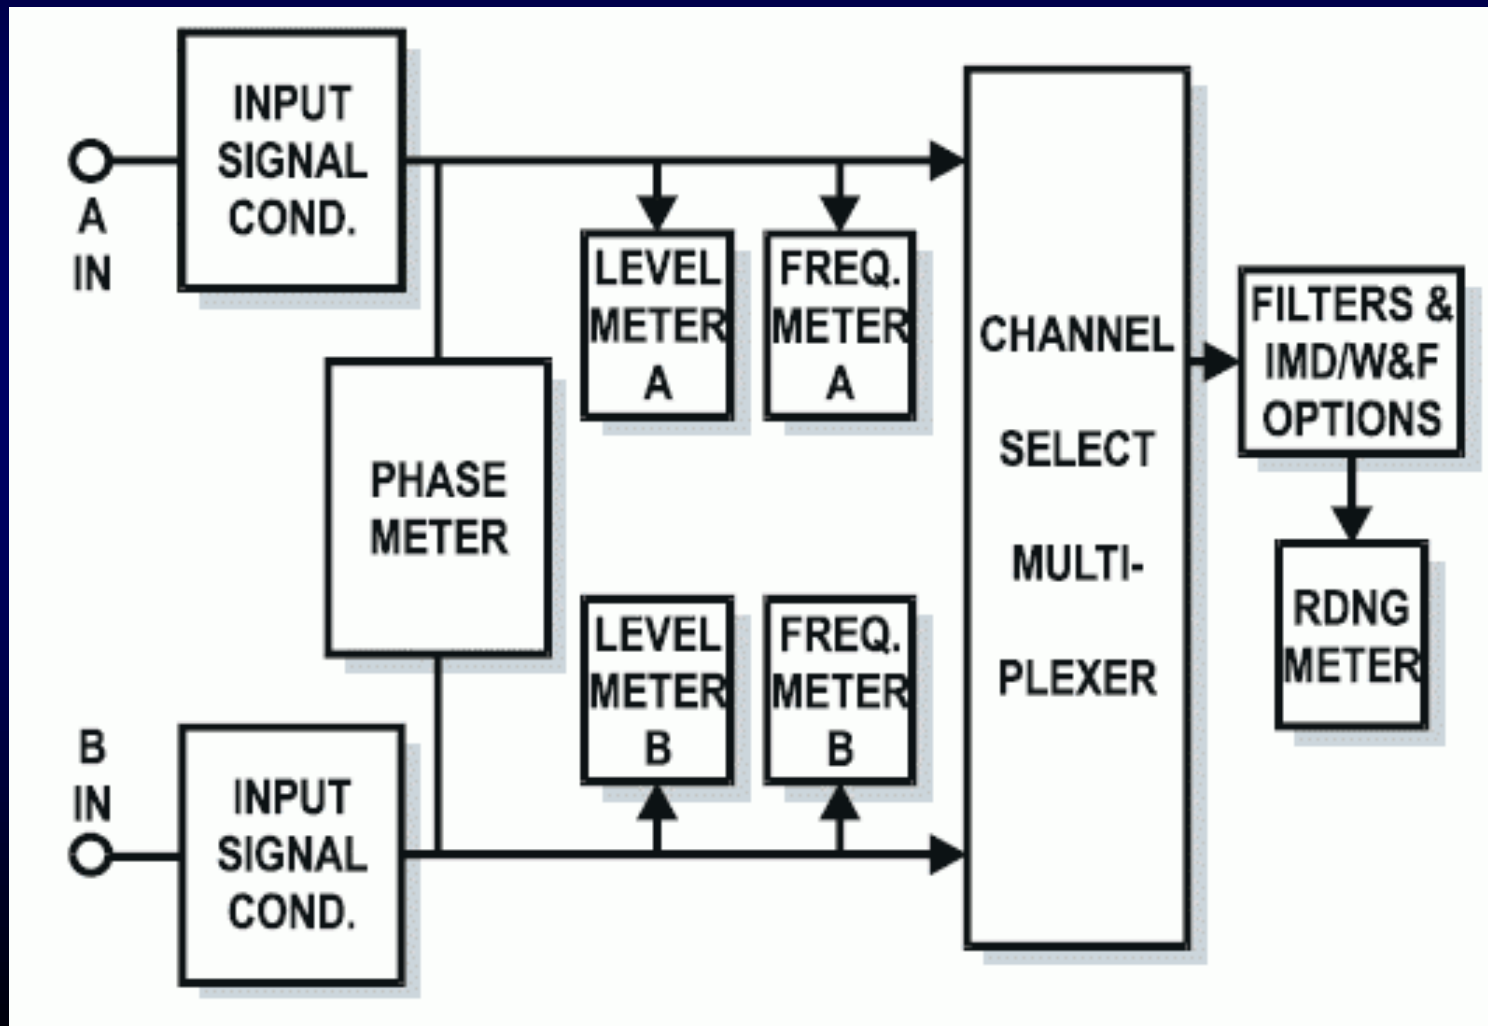 INPUT
SIGNAL
COND.
A
IN
LEVEL
METER
A
FREQ.
METER
A
PHASE
METER
LEVEL
METER
B
FREQ.
METER
B
B
IN
INPUT
SIGNAL
COND.
CHANNEL
SELECT
MULTI-
PLEXER
FILTERS &
IMD/W&F
OPTIONS
RDNG
METER